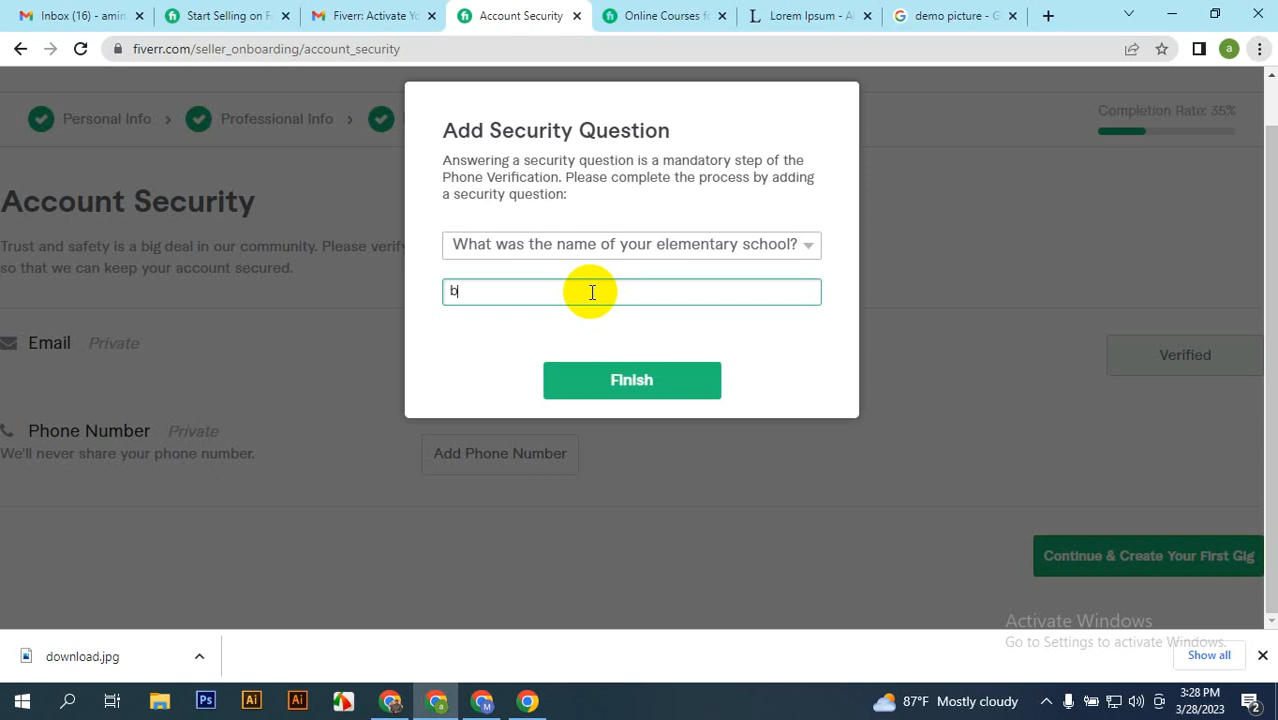 Inbox (16) - amin
Start Selling on F
Fiverr: Activate Yo
Account Security
Online Courses fo
Lorem Ipsum - Al
demo picture - G
fiverr.com/seller_onboarding/account_security
a
Personal Info
Professional Info
Completion Rate: 35%
Add Security Question
Answering a security question is a mandatory step of the
Phone Verification. Please complete the process by adding
a security question:
What was the name of your elementary school?
b
Finish
Account Security
Trust and safety is a big deal in our community. Please verify
so that we can keep your account secured.
Email Private
Verified
Phone Number Private
We'll never share your phone number.
Add Phone Number
Continue & Create Your First Gig
Activate Windows
Go to Settings to activate Windows.
download.jpg
Show all
Ps
Ai
Ai
a
M
87°F Mostly cloudy
3:28 PM
3/28/2023
2